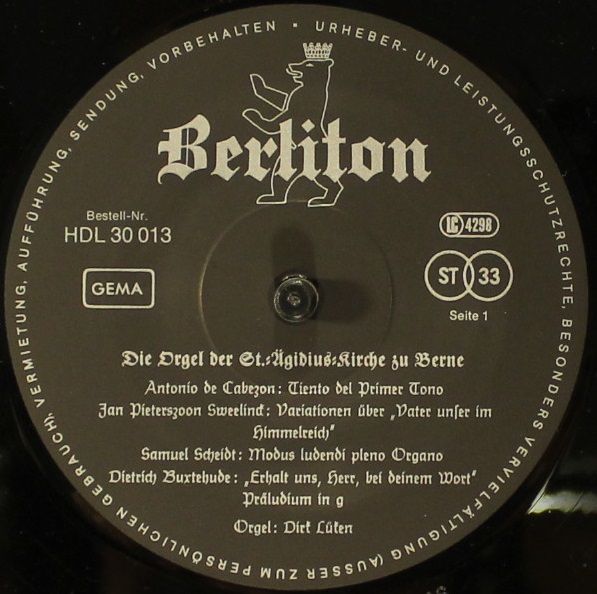 URHEBER- UND LEISTUNGSSCHUTZRECHTE, BESONDERS VERVIELFÄLTIGUNG (AUSSER ZUM PERSÖNLICHEN GEBRAUCH), VERMIETUNG, AUFFÜHRUNG, SENDUNG, VORBEHALTEN •
Berliton
Bestell-Nr.
HDL 30 013
LC 4298
GEMA
ST 33
Seite 1
Die Orgel der St.-Ägidius-Kirche zu Berne
Antonio de Cabezon: Tiento del Primer Tono
Jan Pieterszoon Sweelinck: Variationen über „Vater unser im
Himmelreich“
Samuel Scheidt: Modus ludendi pleno Organo
Dietrich Buxtehude: „Erhalt uns, Herr, bei deinem Wort“
Präludium in g
Orgel: Dirk Lüken